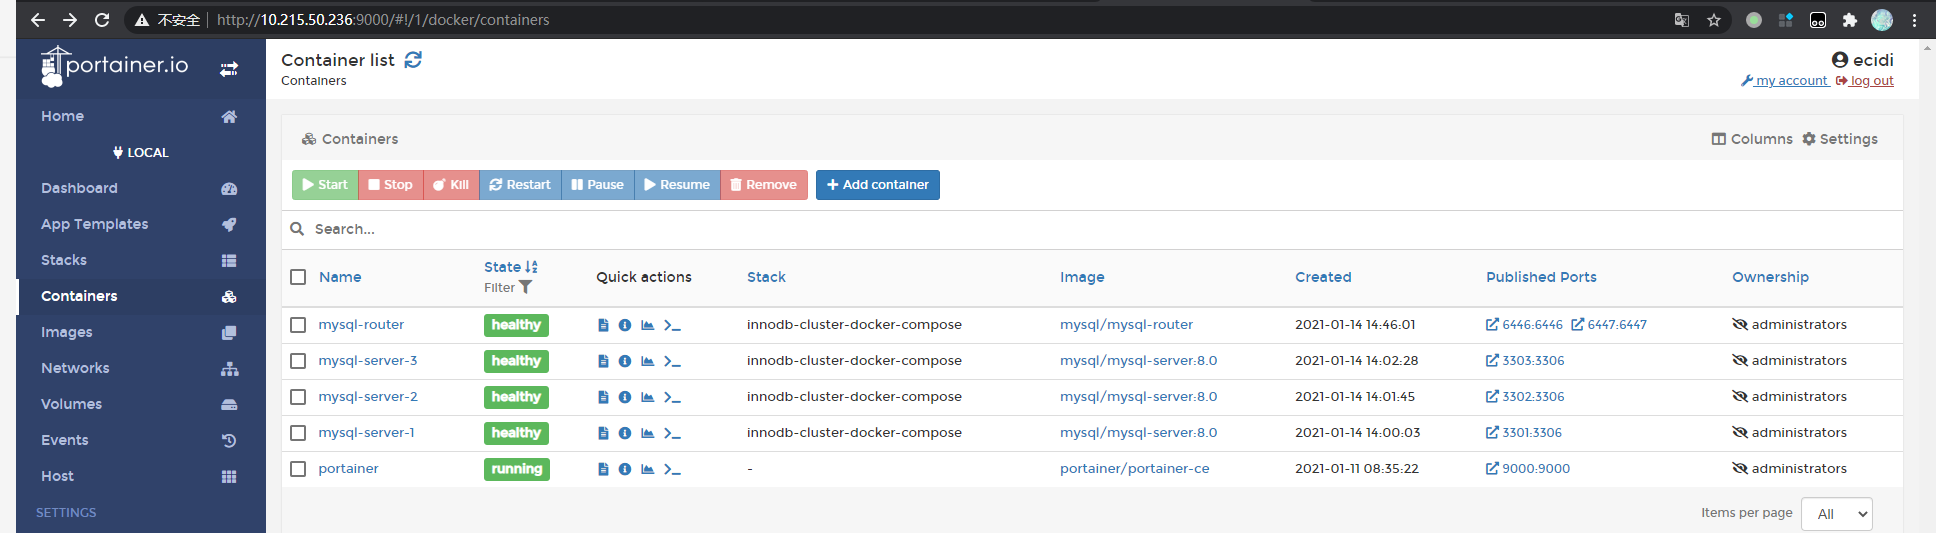 不安全 http://10.215.50.236:9000/#!/1/docker/containers
portainer.io
Home
LOCAL
Dashboard
App Templates
Stacks
Containers
Images
Networks
Volumes
Events
Host
SETTINGS
Container list
Containers
ecidi
my account log out
Containers Columns Settings
Start Stop Kill Restart Pause Resume Remove Add container
Search...
Name State Filter Quick actions Stack Image Created Published Ports Ownership
mysql-router healthy innodb-cluster-docker-compose mysql/mysql-router 2021-01-14 14:46:01 6446:6446 6447:6447 administrators
mysql-server-3 healthy innodb-cluster-docker-compose mysql/mysql-server:8.0 2021-01-14 14:02:28 3303:3306 administrators
mysql-server-2 healthy innodb-cluster-docker-compose mysql/mysql-server:8.0 2021-01-14 14:01:45 3302:3306 administrators
mysql-server-1 healthy innodb-cluster-docker-compose mysql/mysql-server:8.0 2021-01-14 14:00:03 3301:3306 administrators
portainer running - portainer/portainer-ce 2021-01-11 08:35:22 9000:9000 administrators
Items per page All